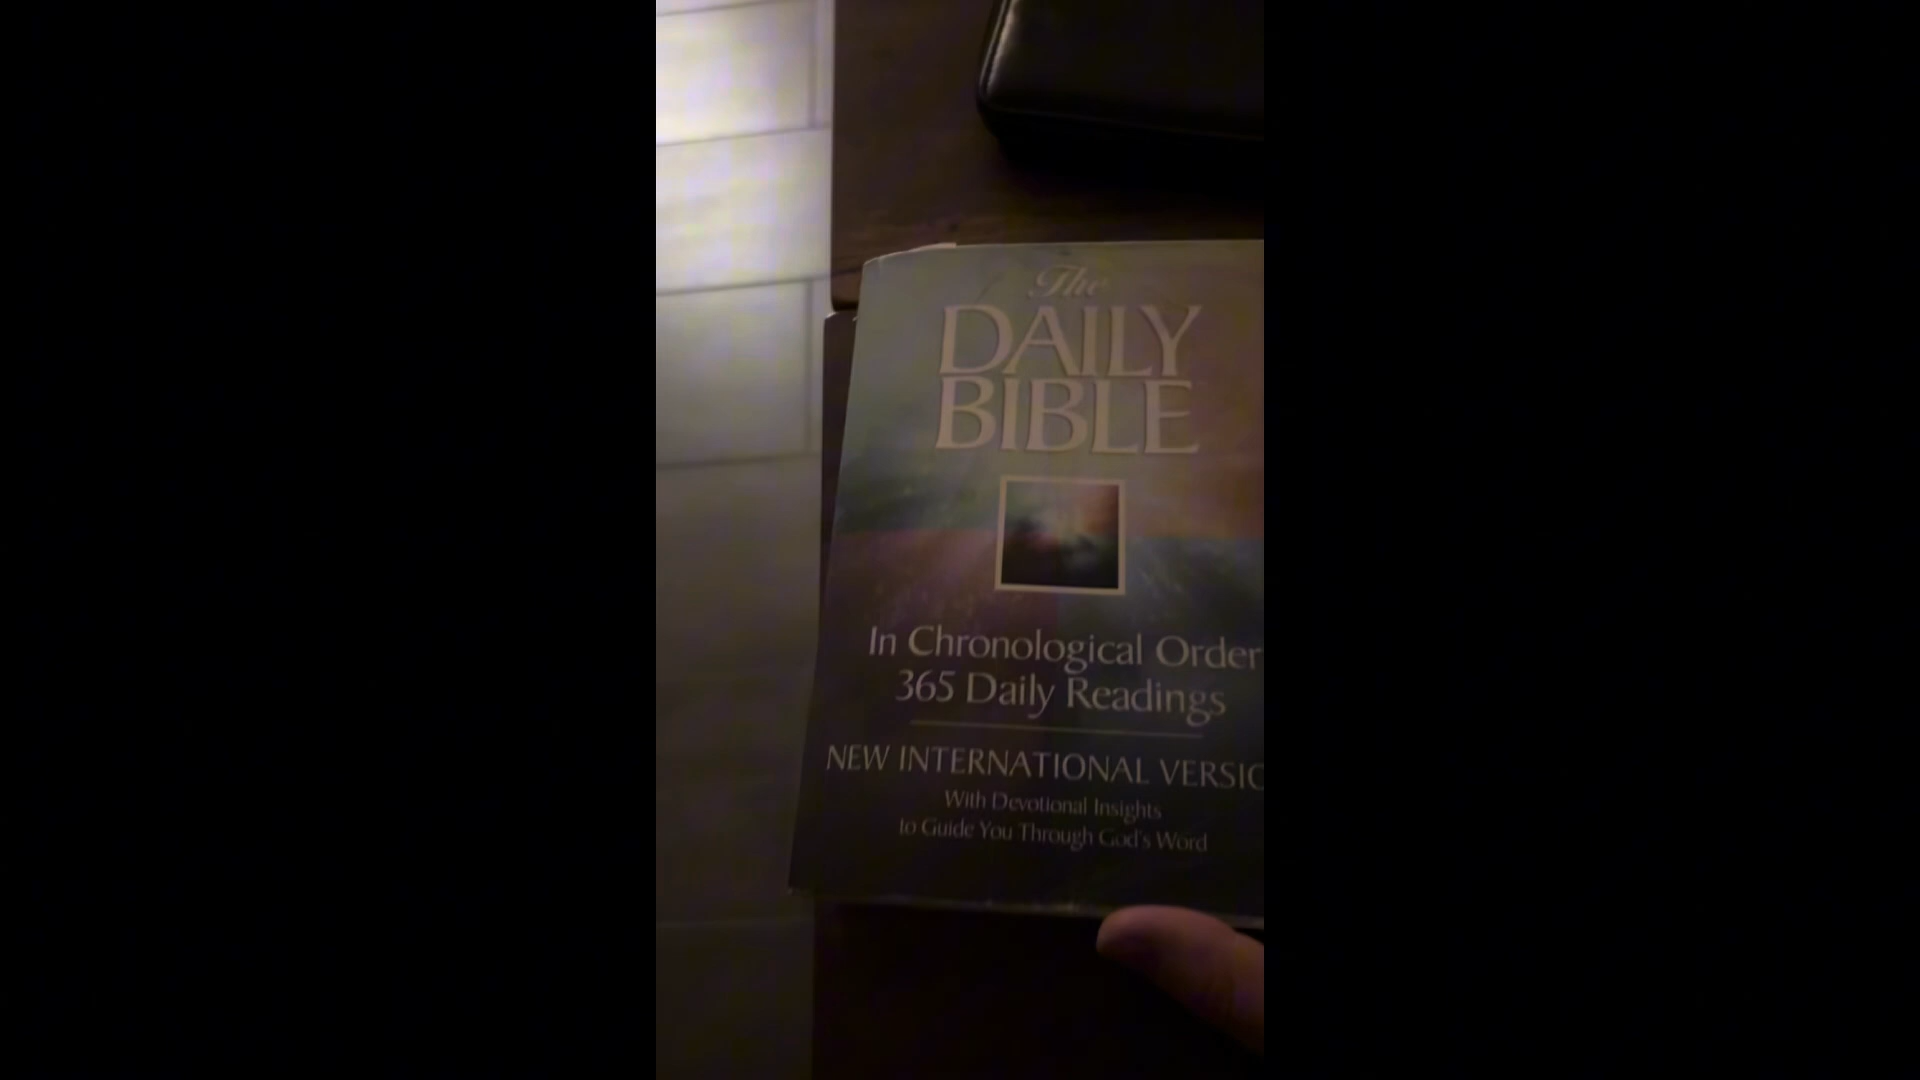 The
DAILY
BIBLE
In Chronological Order
365 Daily Readings
NEW INTERNATIONAL VERSIO
With Devotional Insights
to Guide You Through God's Word